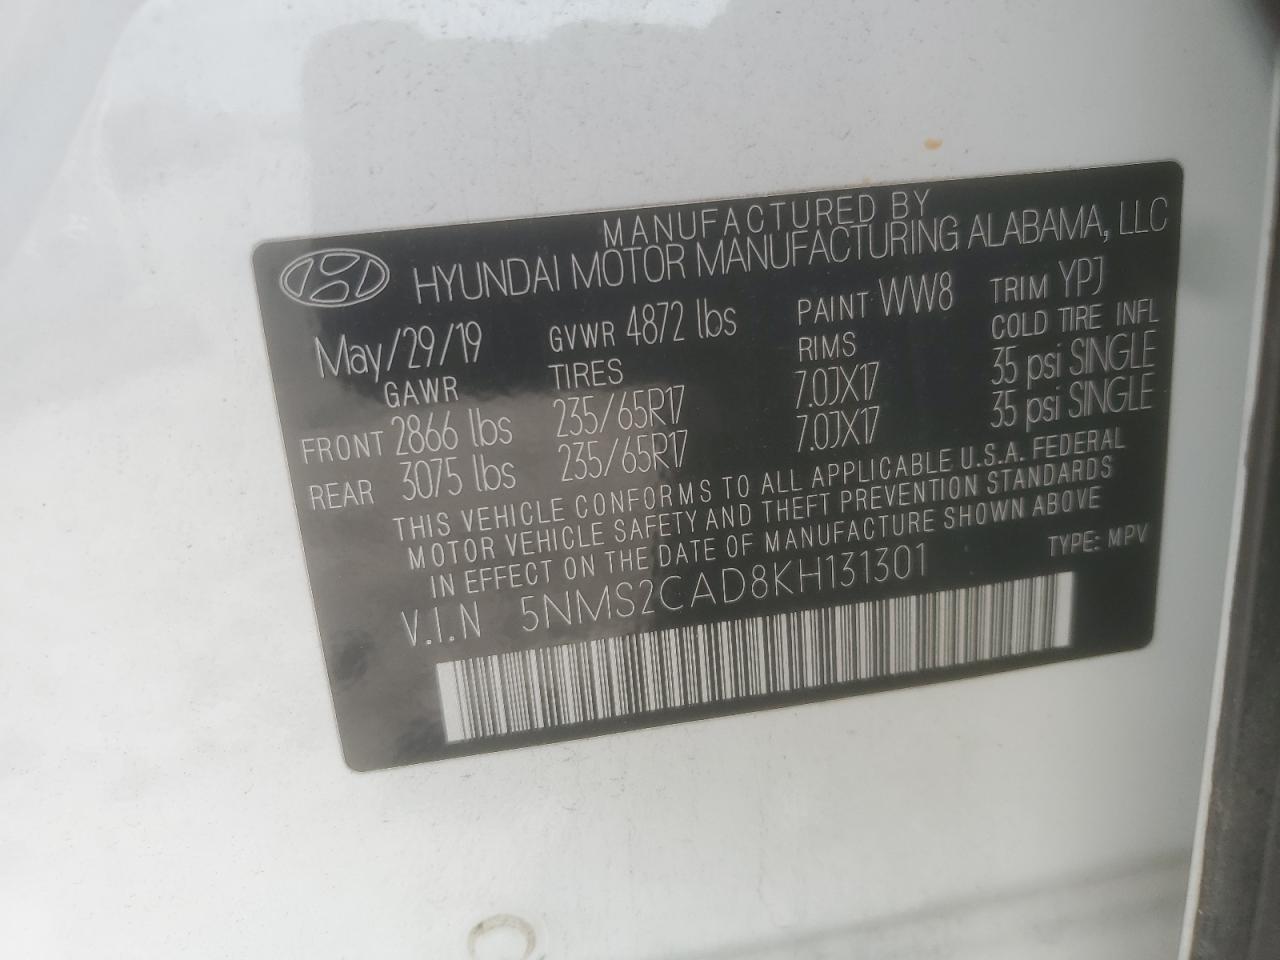 MANUFACTURED BY
HYUNDAI MOTOR MANUFACTURING ALABAMA, LLC
May/29/19 GVWR 4872 lbs PAINT WW8 TRIM YPJ
GAWR TIRES RIMS COLD TIRE INFL
FRONT 2866 lbs 235/65R17 7.0JX17 35 psi SINGLE
REAR 3075 lbs 235/65R17 7.0JX17 35 psi SINGLE
THIS VEHICLE CONFORMS TO ALL APPLICABLE U.S.A. FEDERAL
MOTOR VEHICLE SAFETY AND THEFT PREVENTION STANDARDS
IN EFFECT ON THE DATE OF MANUFACTURE SHOWN ABOVE
V.I.N 5NMS2CAD8KH131301 TYPE: MPV